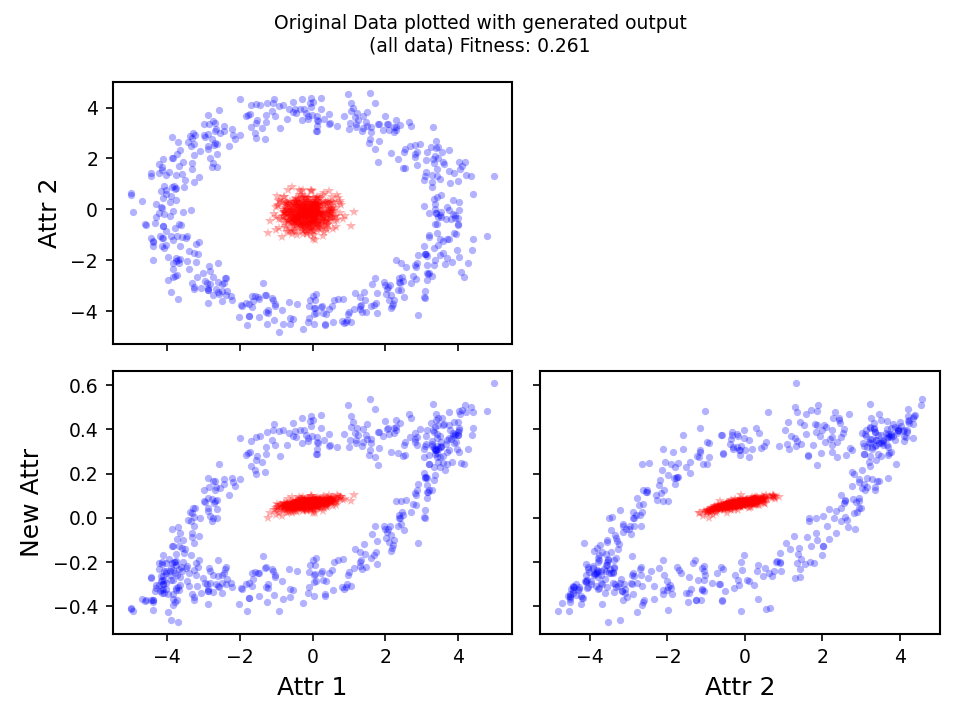 Original Data plotted with generated output
(all data) Fitness: 0.261
4
2
0
−2
−4
Attr 2
0.6
0.4
0.2
0.0
−0.2
−0.4
New Attr
−4 −2 0 2 4
Attr 1
−4 −2 0 2 4
Attr 2